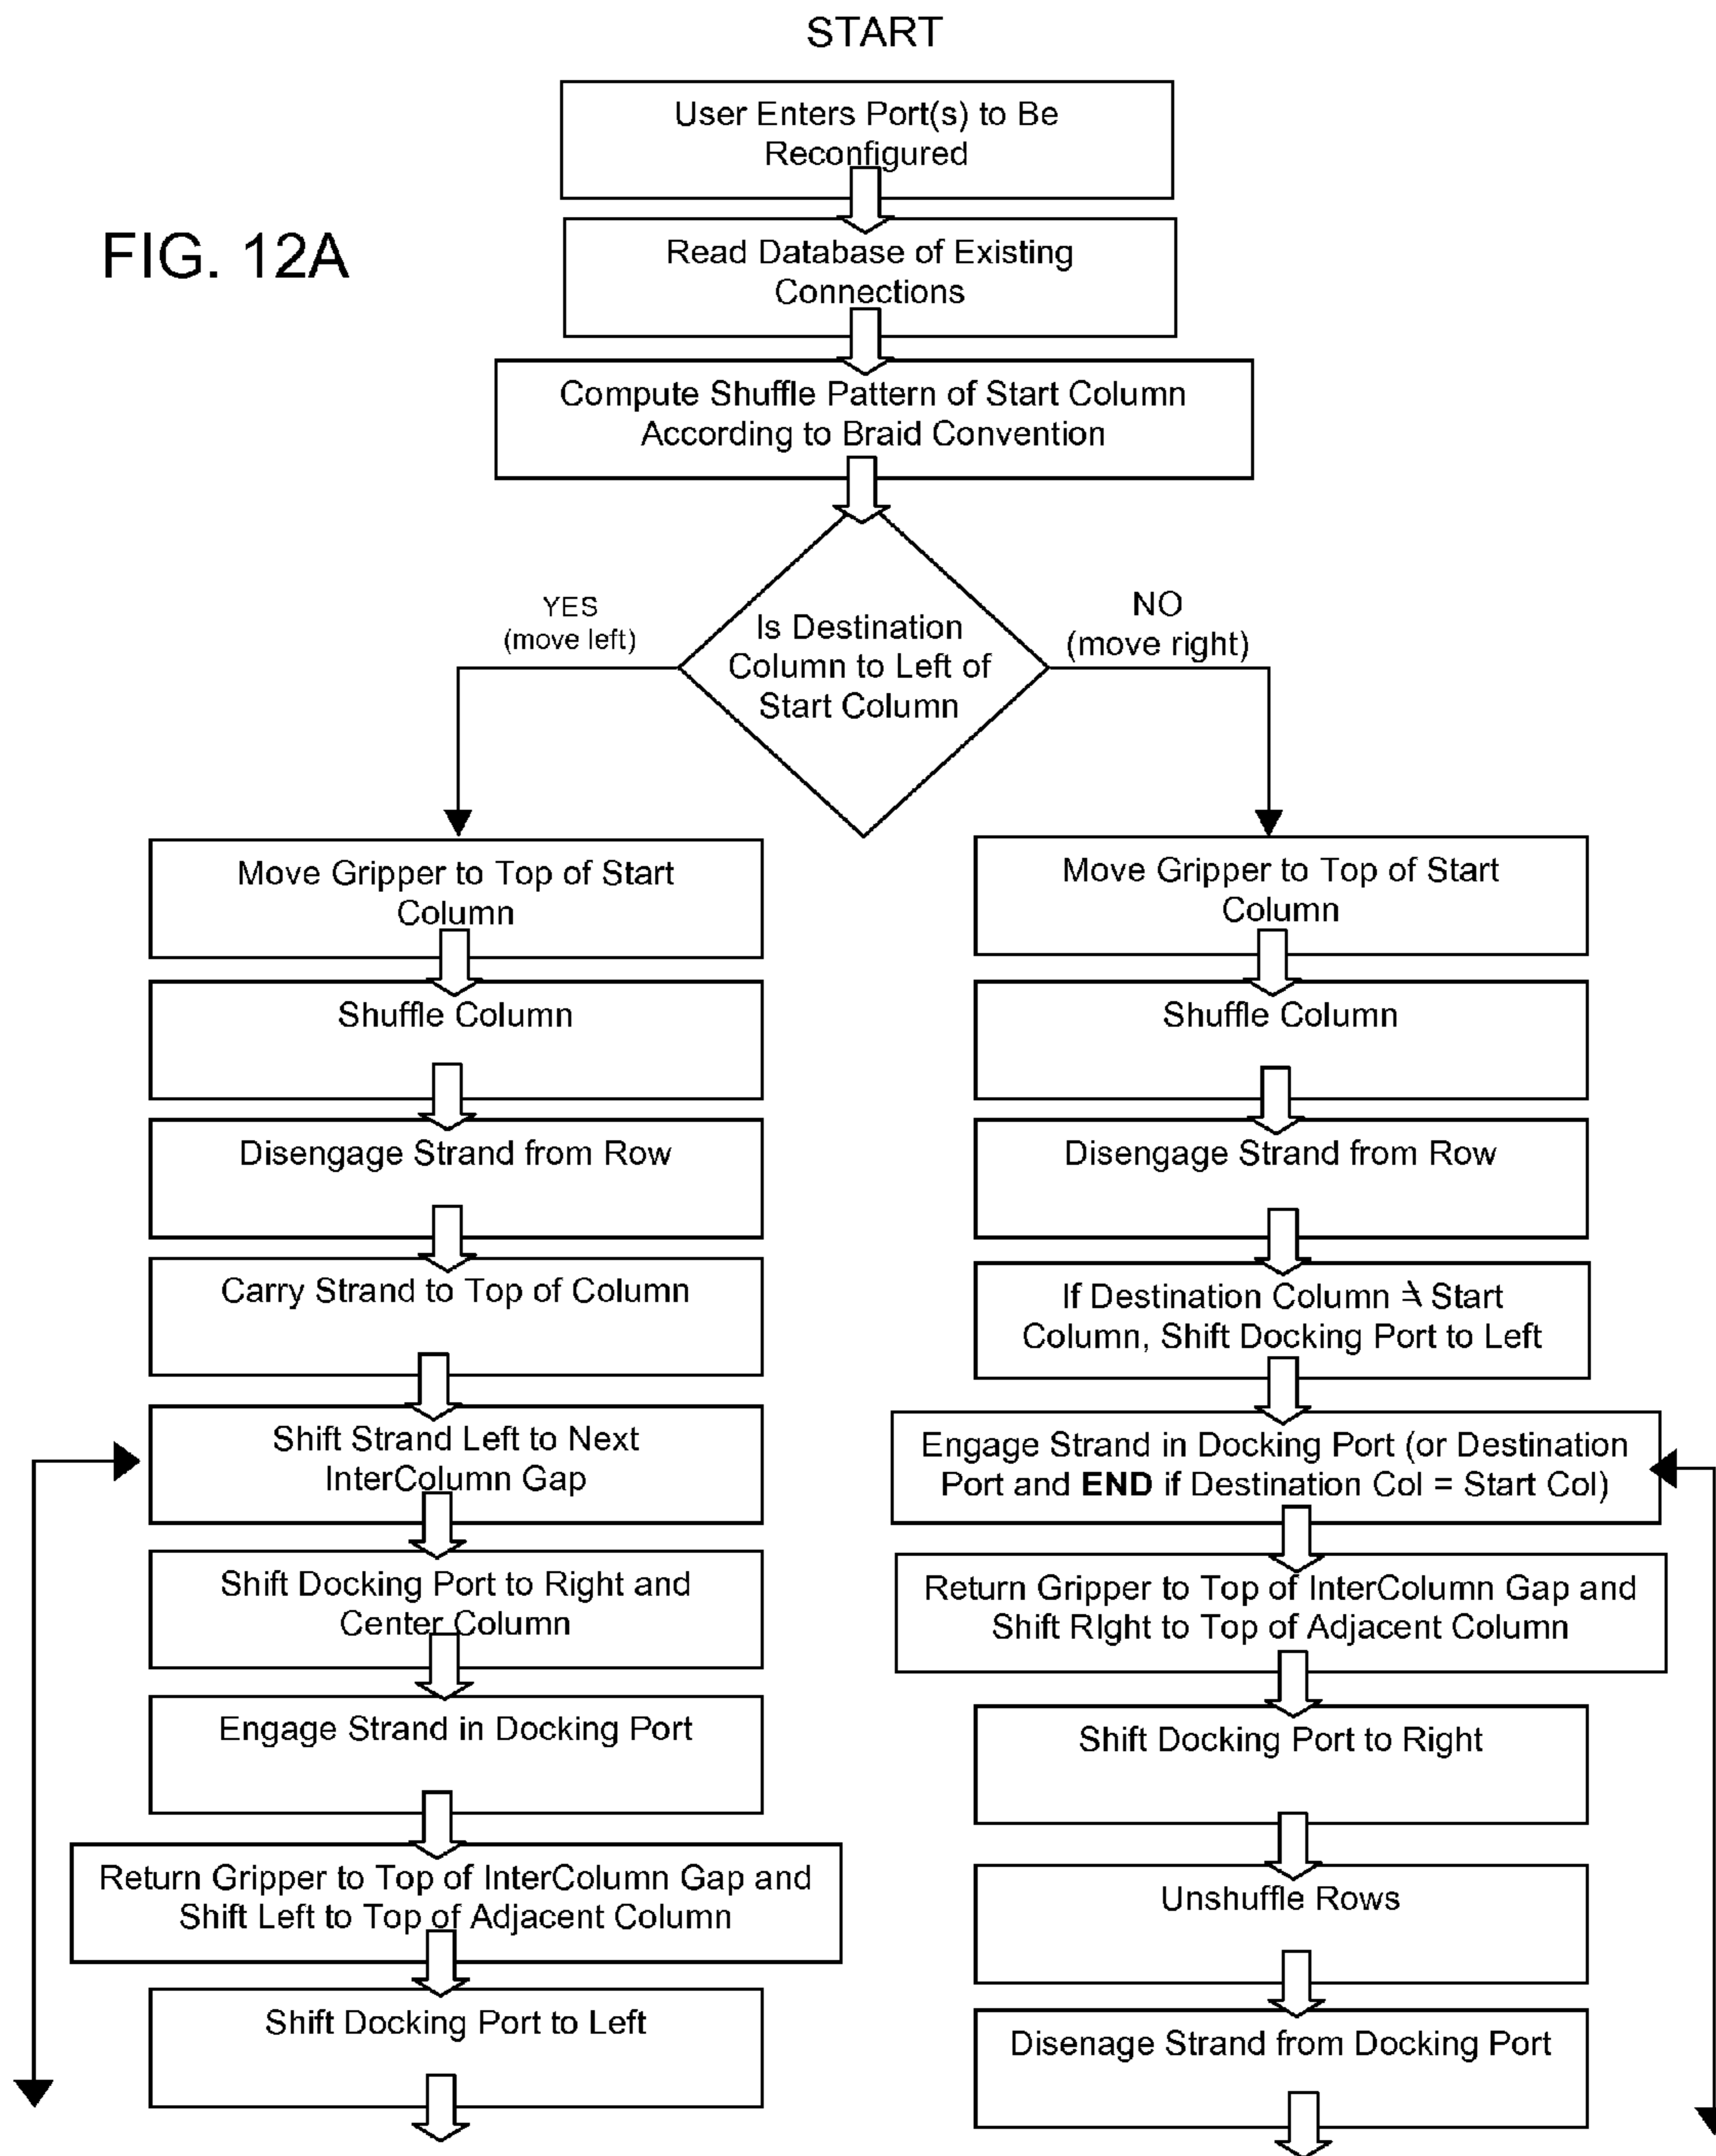 START
User Enters Port(s) to Be
Reconfigured
FIG. 12A
Read Database of Existing
Connections
Compute Shuffle Pattern of Start Column
According to Braid Convention
Is Destination
Column to Left of
Start Column
YES
(move left)
NO
(move right)
Move Gripper to Top of Start
Column
Shuffle Column
Disengage Strand from Row
Carry Strand to Top of Column
Shift Strand Left to Next
InterColumn Gap
Shift Docking Port to Right and
Center Column
Engage Strand in Docking Port
Return Gripper to Top of InterColumn Gap and
Shift Left to Top of Adjacent Column
Shift Docking Port to Left
Move Gripper to Top of Start
Column
Shuffle Column
Disengage Strand from Row
If Destination Column ≠ Start
Column, Shift Docking Port to Left
Engage Strand in Docking Port (or Destination
Port and END if Destination Col = Start Col)
Return Gripper to Top of InterColumn Gap and
Shift RIght to Top of Adjacent Column
Shift Docking Port to Right
Unshuffle Rows
Disenage Strand from Docking Port